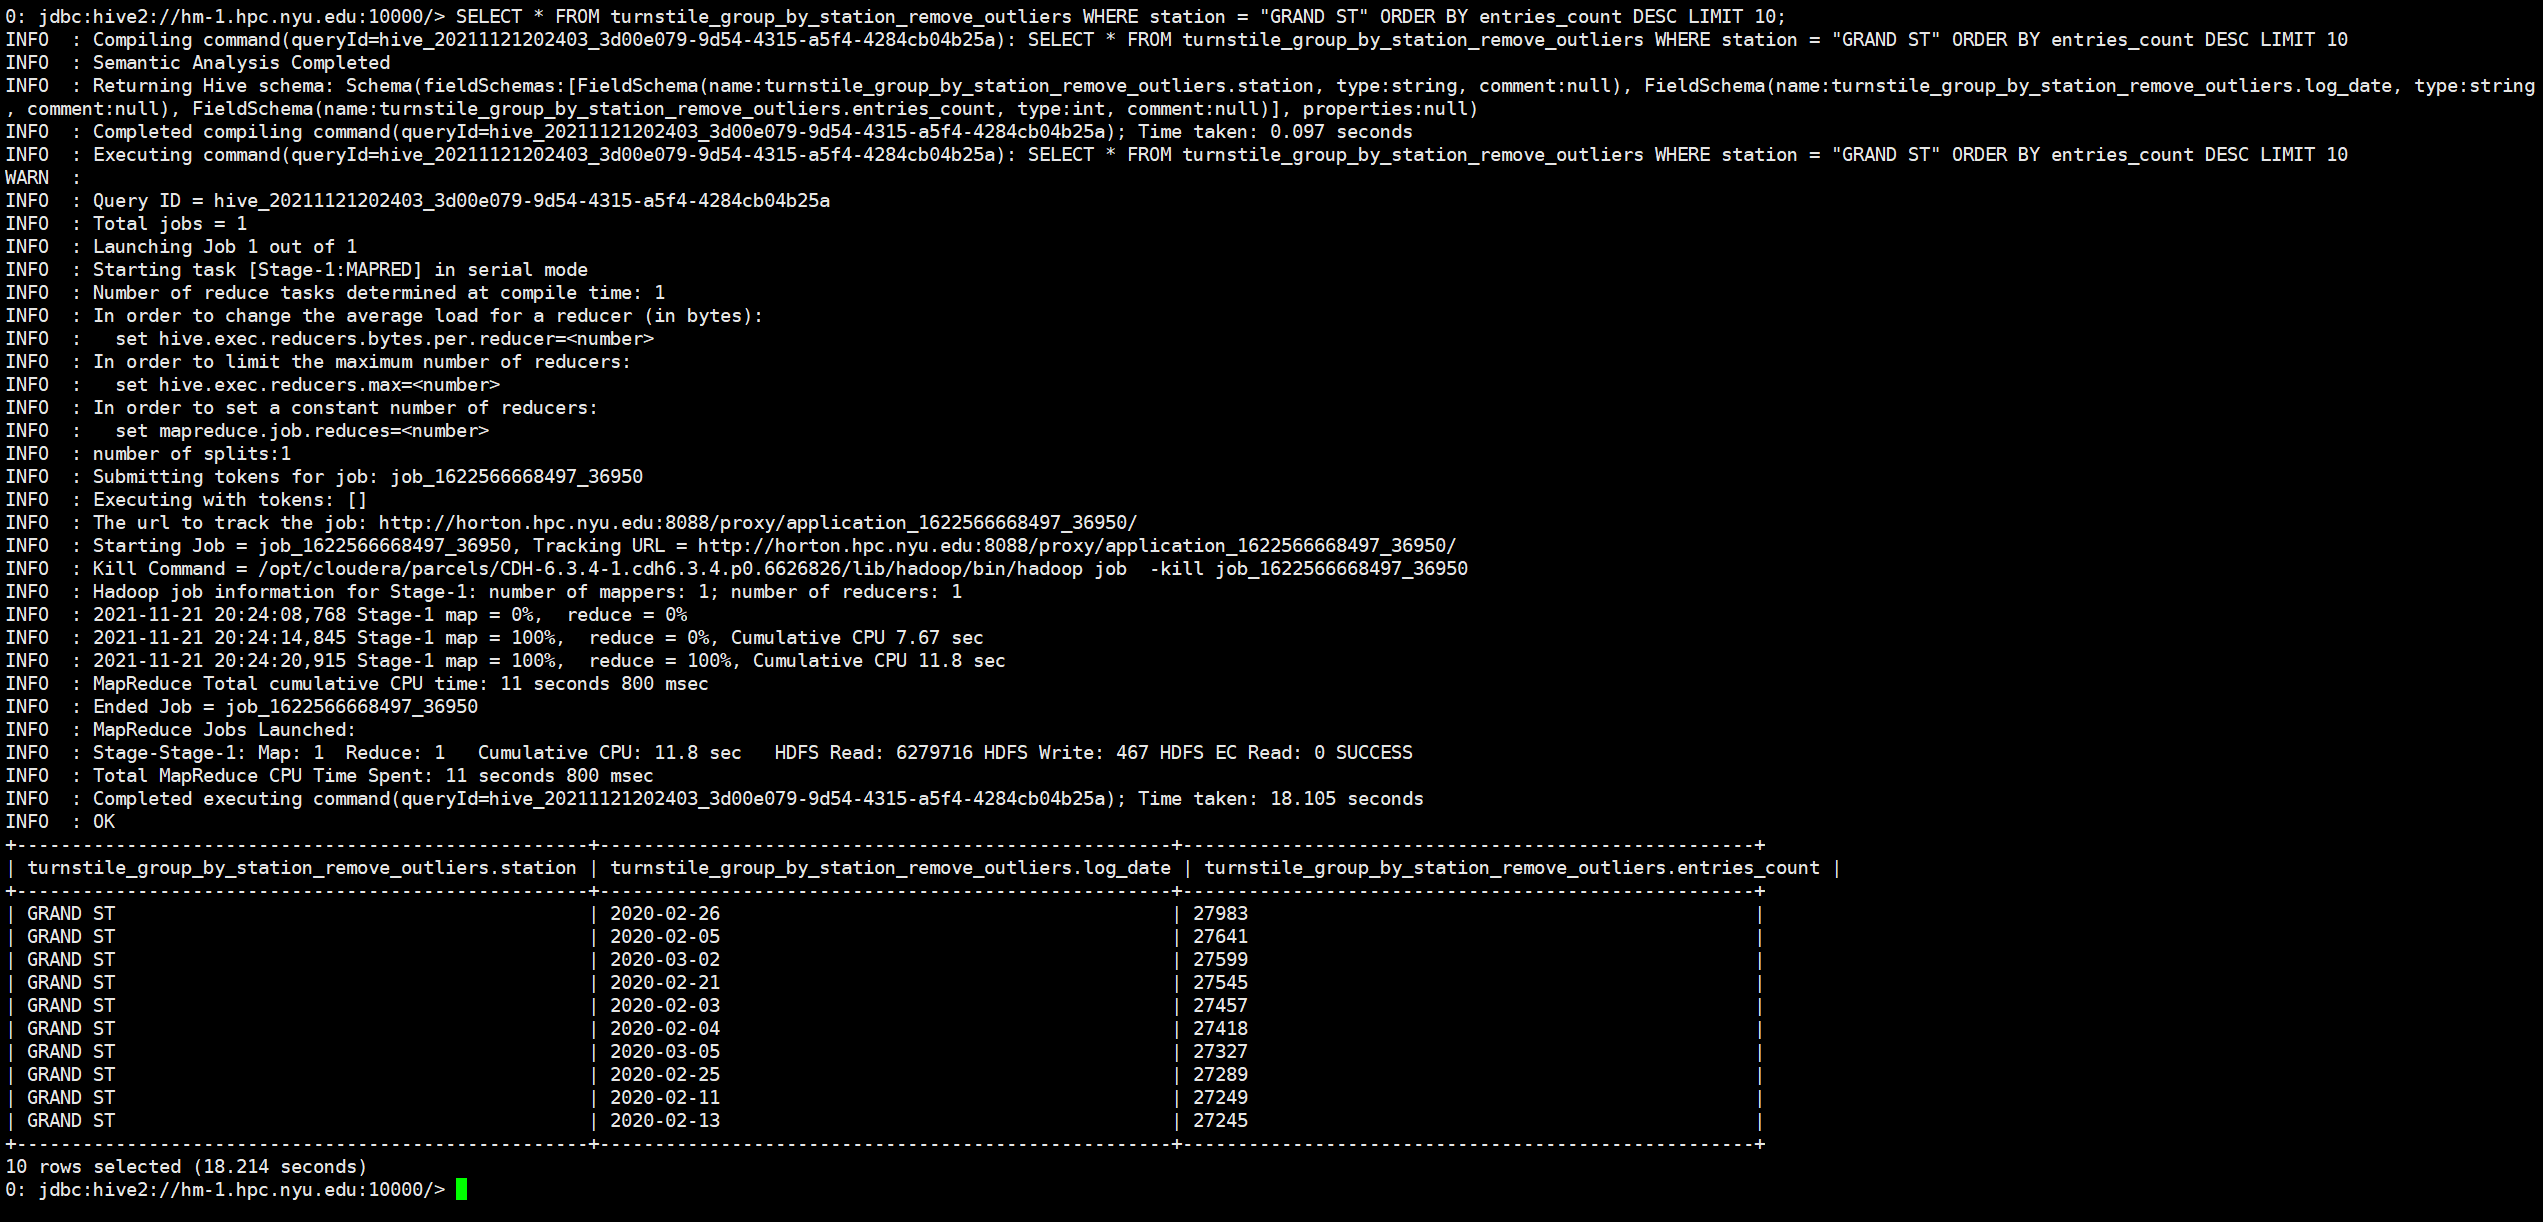 0: jdbc:hive2://hm-1.hpc.nyu.edu:10000/> SELECT * FROM turnstile_group_by_station_remove_outliers WHERE station = "GRAND ST" ORDER BY entries_count DESC LIMIT 10;
INFO  : Compiling command(queryId=hive_20211121202403_3d00e079-9d54-4315-a5f4-4284cb04b25a): SELECT * FROM turnstile_group_by_station_remove_outliers WHERE station = "GRAND ST" ORDER BY entries_count DESC LIMIT 10
INFO  : Semantic Analysis Completed
INFO  : Returning Hive schema: Schema(fieldSchemas:[FieldSchema(name:turnstile_group_by_station_remove_outliers.station, type:string, comment:null), FieldSchema(name:turnstile_group_by_station_remove_outliers.log_date, type:string
, comment:null), FieldSchema(name:turnstile_group_by_station_remove_outliers.entries_count, type:int, comment:null)], properties:null)
INFO  : Completed compiling command(queryId=hive_20211121202403_3d00e079-9d54-4315-a5f4-4284cb04b25a); Time taken: 0.097 seconds
INFO  : Executing command(queryId=hive_20211121202403_3d00e079-9d54-4315-a5f4-4284cb04b25a): SELECT * FROM turnstile_group_by_station_remove_outliers WHERE station = "GRAND ST" ORDER BY entries_count DESC LIMIT 10
WARN  :
INFO  : Query ID = hive_20211121202403_3d00e079-9d54-4315-a5f4-4284cb04b25a
INFO  : Total jobs = 1
INFO  : Launching Job 1 out of 1
INFO  : Starting task [Stage-1:MAPRED] in serial mode
INFO  : Number of reduce tasks determined at compile time: 1
INFO  : In order to change the average load for a reducer (in bytes):
INFO  :   set hive.exec.reducers.bytes.per.reducer=<number>
INFO  : In order to limit the maximum number of reducers:
INFO  :   set hive.exec.reducers.max=<number>
INFO  : In order to set a constant number of reducers:
INFO  :   set mapreduce.job.reduces=<number>
INFO  : number of splits:1
INFO  : Submitting tokens for job: job_1622566668497_36950
INFO  : Executing with tokens: []
INFO  : The url to track the job: http://horton.hpc.nyu.edu:8088/proxy/application_1622566668497_36950/
INFO  : Starting Job = job_1622566668497_36950, Tracking URL = http://horton.hpc.nyu.edu:8088/proxy/application_1622566668497_36950/
INFO  : Kill Command = /opt/cloudera/parcels/CDH-6.3.4-1.cdh6.3.4.p0.6626826/lib/hadoop/bin/hadoop job  -kill job_1622566668497_36950
INFO  : Hadoop job information for Stage-1: number of mappers: 1; number of reducers: 1
INFO  : 2021-11-21 20:24:08,768 Stage-1 map = 0%,  reduce = 0%
INFO  : 2021-11-21 20:24:14,845 Stage-1 map = 100%,  reduce = 0%, Cumulative CPU 7.67 sec
INFO  : 2021-11-21 20:24:20,915 Stage-1 map = 100%,  reduce = 100%, Cumulative CPU 11.8 sec
INFO  : MapReduce Total cumulative CPU time: 11 seconds 800 msec
INFO  : Ended Job = job_1622566668497_36950
INFO  : MapReduce Jobs Launched:
INFO  : Stage-Stage-1: Map: 1  Reduce: 1   Cumulative CPU: 11.8 sec   HDFS Read: 6279716 HDFS Write: 467 HDFS EC Read: 0 SUCCESS
INFO  : Total MapReduce CPU Time Spent: 11 seconds 800 msec
INFO  : Completed executing command(queryId=hive_20211121202403_3d00e079-9d54-4315-a5f4-4284cb04b25a); Time taken: 18.105 seconds
INFO  : OK
+----------------------------------------------------+----------------------------------------------------+----------------------------------------------------+
| turnstile_group_by_station_remove_outliers.station | turnstile_group_by_station_remove_outliers.log_date | turnstile_group_by_station_remove_outliers.entries_count |
+----------------------------------------------------+----------------------------------------------------+----------------------------------------------------+
| GRAND ST | 2020-02-26 | 27983 |
| GRAND ST | 2020-02-05 | 27641 |
| GRAND ST | 2020-03-02 | 27599 |
| GRAND ST | 2020-02-21 | 27545 |
| GRAND ST | 2020-02-03 | 27457 |
| GRAND ST | 2020-02-04 | 27418 |
| GRAND ST | 2020-03-05 | 27327 |
| GRAND ST | 2020-02-25 | 27289 |
| GRAND ST | 2020-02-11 | 27249 |
| GRAND ST | 2020-02-13 | 27245 |
+----------------------------------------------------+----------------------------------------------------+----------------------------------------------------+
10 rows selected (18.214 seconds)
0: jdbc:hive2://hm-1.hpc.nyu.edu:10000/>